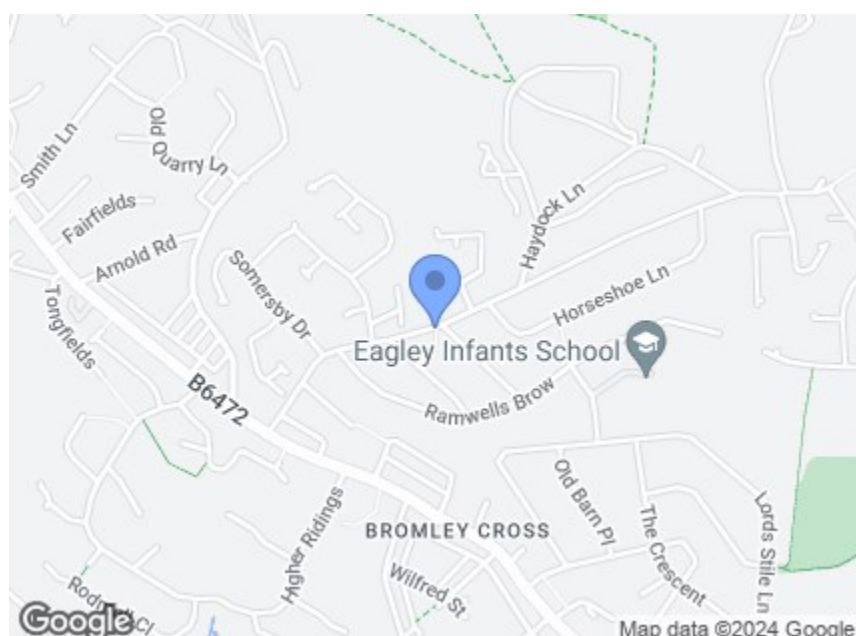 Smith Ln
Old Quarry Ln
Fairfields
Arnold Rd
Haydock Ln
Somersby Dr
Horseshoe Ln
Tongfields
Eagley Infants School
B6472
Ramwells Brow
Higher Ridings
Old Barn Pl
The Crescent
Lords Stile Ln
BROMLEY CROSS
Wilfred St
Cl
Google
Map data ©2024 Google